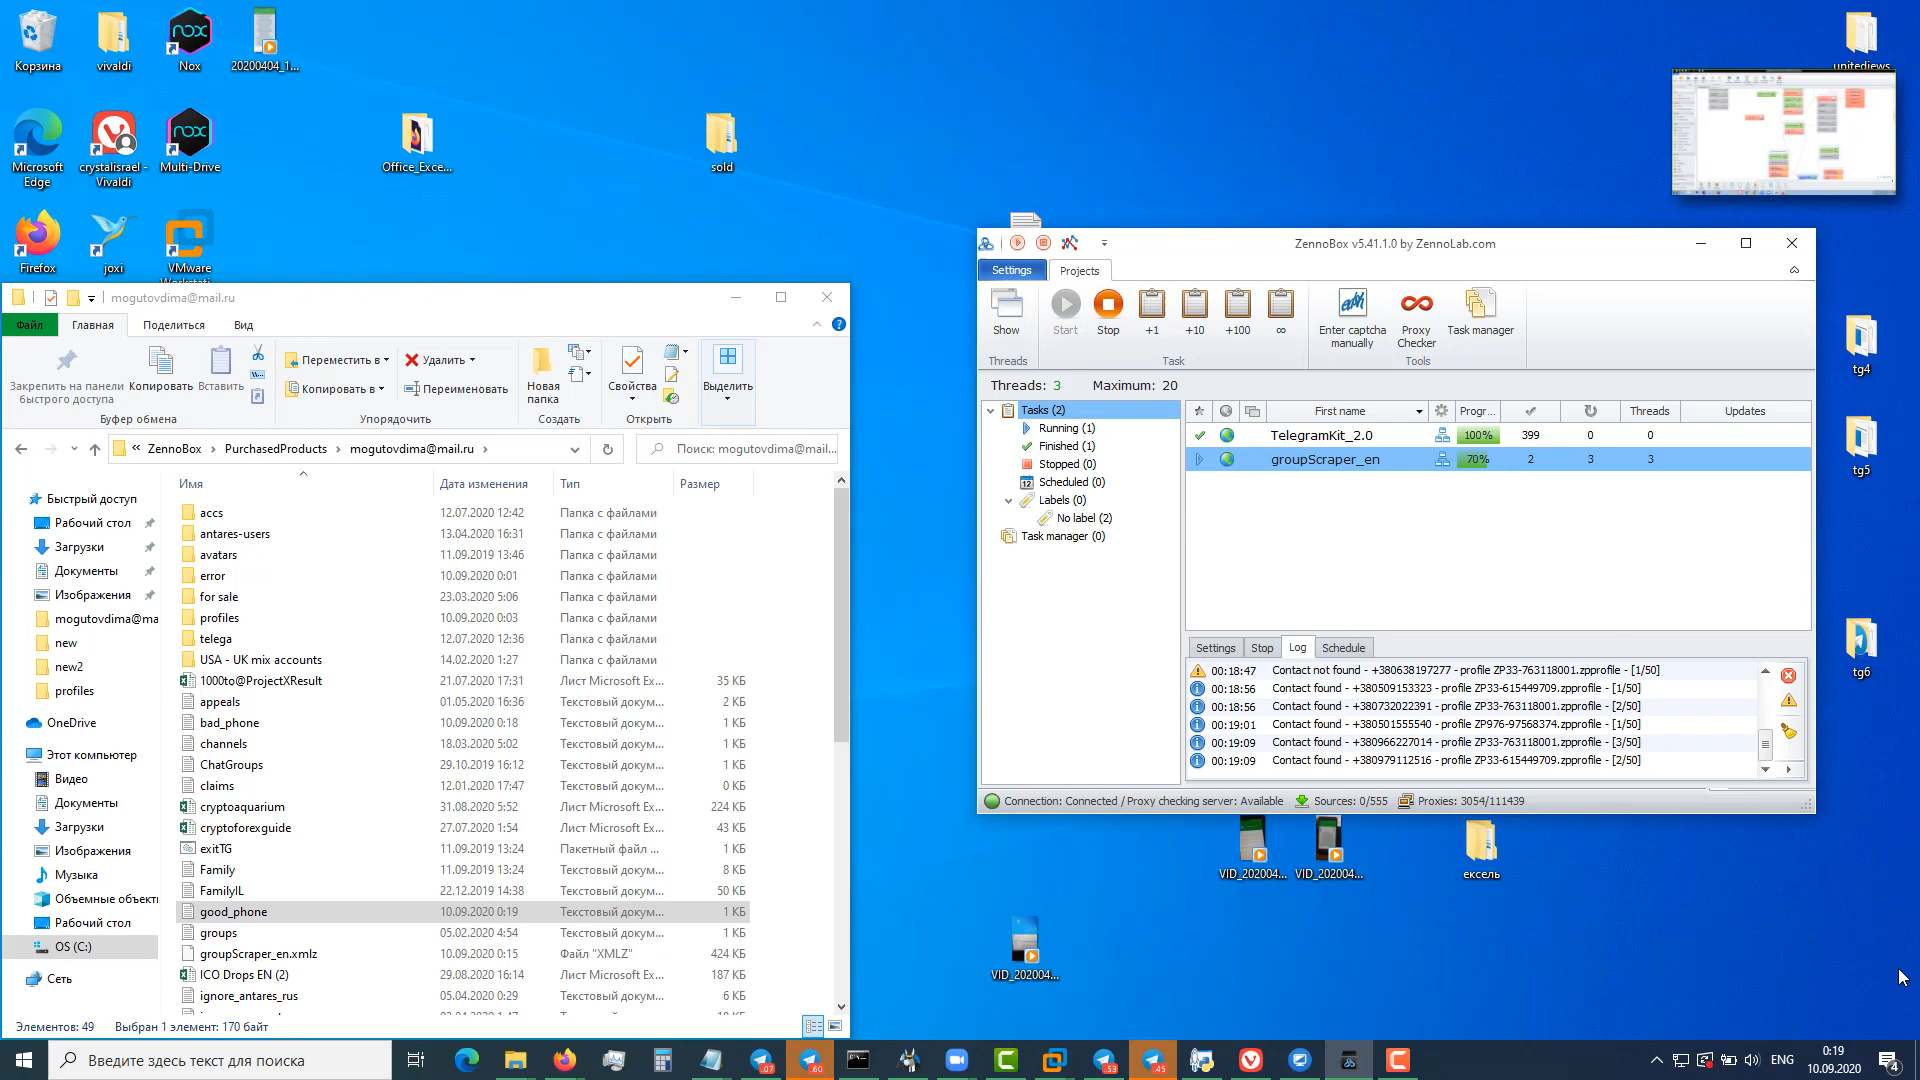 Корзина
vivaldi
Nox
20200404_1...
unitediews
Microsoft Edge
crystalisrael - Vivaldi
Multi-Drive
Office_Exce...
sold
Firefox
joxi
VMware
tg4
tg5
tg6
mogutovdima@mail.ru
Файл
Главная
Поделиться
Вид
Закрепить на панели быстрого доступа
Копировать
Вставить
Переместить в
Копировать в
Удалить
Переименовать
Новая папка
Свойства
Выделить
Буфер обмена
Упорядочить
Создать
Открыть
« ZennoBox › PurchasedProducts › mogutovdima@mail.ru ›
Поиск: mogutovdima@mail...
Быстрый доступ
Рабочий стол
Загрузки
Документы
Изображения
mogutovdima@ma
new
new2
profiles
OneDrive
Этот компьютер
Видео
Документы
Загрузки
Изображения
Музыка
Объемные объект
Рабочий стол
OS (C:)
Сеть
Имя Дата изменения Тип Размер
accs 12.07.2020 12:42 Папка с файлами
antares-users 13.04.2020 16:31 Папка с файлами
avatars 11.09.2019 13:46 Папка с файлами
error 10.09.2020 0:01 Папка с файлами
for sale 23.03.2020 5:06 Папка с файлами
profiles 10.09.2020 0:03 Папка с файлами
telega 12.07.2020 12:36 Папка с файлами
USA - UK mix accounts 14.02.2020 1:27 Папка с файлами
1000to@ProjectXResult 21.07.2020 17:31 Лист Microsoft Ex... 35 КБ
appeals 01.05.2020 16:36 Текстовый докум... 2 КБ
bad_phone 10.09.2020 0:18 Текстовый докум... 1 КБ
channels 18.03.2020 5:02 Текстовый докум... 1 КБ
ChatGroups 29.10.2019 16:12 Текстовый докум... 1 КБ
claims 12.01.2020 17:47 Текстовый докум... 0 КБ
cryptoaquarium 31.08.2020 5:52 Лист Microsoft Ex... 224 КБ
cryptoforexguide 27.07.2020 1:54 Лист Microsoft Ex... 43 КБ
exitTG 11.09.2019 13:24 Пакетный файл ... 1 КБ
Family 11.09.2019 13:24 Текстовый докум... 8 КБ
FamilyIL 22.12.2019 14:38 Текстовый докум... 50 КБ
good_phone 10.09.2020 0:19 Текстовый докум... 1 КБ
groups 05.02.2020 4:54 Текстовый докум... 1 КБ
groupScraper_en.xmlz 10.09.2020 0:15 Файл "XMLZ" 424 КБ
ICO Drops EN (2) 29.08.2020 16:14 Лист Microsoft Ex... 187 КБ
ignore_antares_rus 05.04.2020 0:29 Текстовый докум... 6 КБ
Элементов: 49 Выбран 1 элемент: 170 байт
ZennoBox v5.41.1.0 by ZennoLab.com
Settings
Projects
Show
Start
Stop
+1
+10
+100
∞
Enter captcha manually
Proxy Checker
Task manager
Threads
Task
Tools
Threads: 3 Maximum: 20
Tasks (2)
Running (1)
Finished (1)
Stopped (0)
Scheduled (0)
Labels (0)
No label (2)
Task manager (0)
First name Progr... Threads Updates
TelegramKit_2.0 100% 399 0 0
groupScraper_en 70% 2 3 3
Settings Stop Log Schedule
00:18:47 Contact not found - +380638197277 - profile ZP33-763118001.zpprofile - [1/50]
00:18:56 Contact found - +380509153323 - profile ZP33-615449709.zpprofile - [1/50]
00:18:56 Contact found - +380732022391 - profile ZP33-763118001.zpprofile - [2/50]
00:19:01 Contact found - +380501555540 - profile ZP976-97568374.zpprofile - [1/50]
00:19:09 Contact found - +380966227014 - profile ZP33-763118001.zpprofile - [3/50]
00:19:09 Contact found - +380979112516 - profile ZP33-615449709.zpprofile - [2/50]
Connection: Connected / Proxy checking server: Available Sources: 0/555 Proxies: 3054/111439
VID_202004...
VID_202004...
ексель
VID_202004...
Введите здесь текст для поиска
.07
.60
.53
.45
ENG
0:19
10.09.2020
4